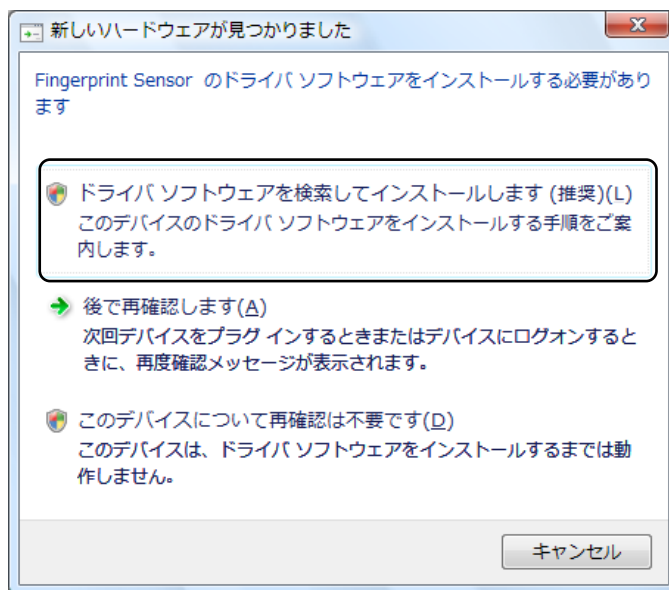 新しいハードウェアが見つかりました
Fingerprint Sensor のドライバ ソフトウェアをインストールする必要があり
ます
ドライバ ソフトウェアを検索してインストールします (推奨)(L)
このデバイスのドライバ ソフトウェアをインストールする手順をご案
内します。
後で再確認します(A)
次回デバイスをプラグ インするときまたはデバイスにログオンすると
きに、再度確認メッセージが表示されます。
このデバイスについて再確認は不要です(D)
このデバイスは、ドライバ ソフトウェアをインストールするまでは動
作しません。
キャンセル